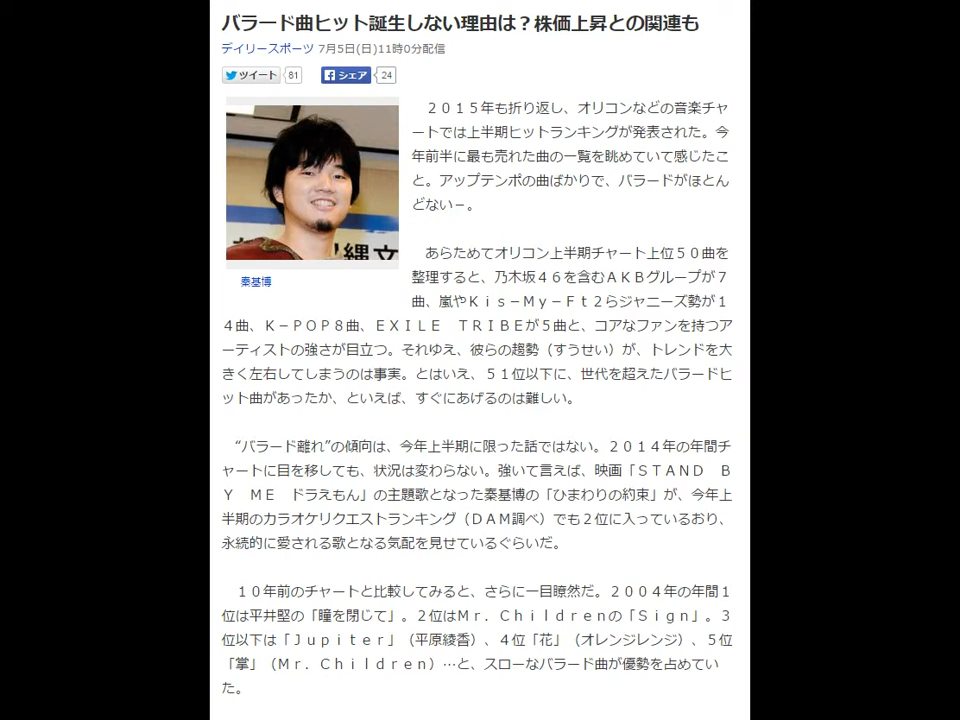 バラード曲ヒット誕生しない理由は？株価上昇との関連も
デイリースポーツ 7月5日(日)11時0分配信
ツイート 81 シェア 24
２０１５年も折り返し、オリコンなどの音楽チャ
ートでは上半期ヒットランキングが発表された。今
年前半に最も売れた曲の一覧を眺めていて感じたこ
と。アップテンポの曲ばかりで、バラードがほとん
どない－。
秦基博
あらためてオリコン上半期チャート上位５０曲を
整理すると、乃木坂４６を含むＡＫＢグループが７
曲、嵐やＫｉｓ－Ｍｙ－Ｆｔ２らジャニーズ勢が１
４曲、Ｋ－ＰＯＰ８曲、ＥＸＩＬＥ　ＴＲＩＢＥが５曲と、コアなファンを持つア
ーティストの強さが目立つ。それゆえ、彼らの趨勢（すうせい）が、トレンドを大
きく左右してしまうのは事実。とはいえ、５１位以下に、世代を超えたバラードヒ
ット曲があったか、といえば、すぐにあげるのは難しい。
“バラード離れ”の傾向は、今年上半期に限った話ではない。２０１４年の年間チ
ャートに目を移しても、状況は変わらない。強いて言えば、映画「ＳＴＡＮＤ　Ｂ
Ｙ　ＭＥ　ドラえもん」の主題歌となった秦基博の「ひまわりの約束」が、今年上
半期のカラオケリクエストランキング（ＤＡＭ調べ）でも２位に入っているおり、
永続的に愛される歌となる気配を見せているぐらいだ。
１０年前のチャートと比較してみると、さらに一目瞭然だ。２００４年の年間１
位は平井堅の「瞳を閉じて」。２位はＭｒ．Ｃｈｉｌｄｒｅｎの「Ｓｉｇｎ」。３
位以下は「Ｊｕｐｉｔｅｒ」（平原綾香）、４位「花」（オレンジレンジ）、５位
「掌」（Ｍｒ．Ｃｈｉｌｄｒｅｎ）…と、スローなバラード曲が優勢を占めてい
た。